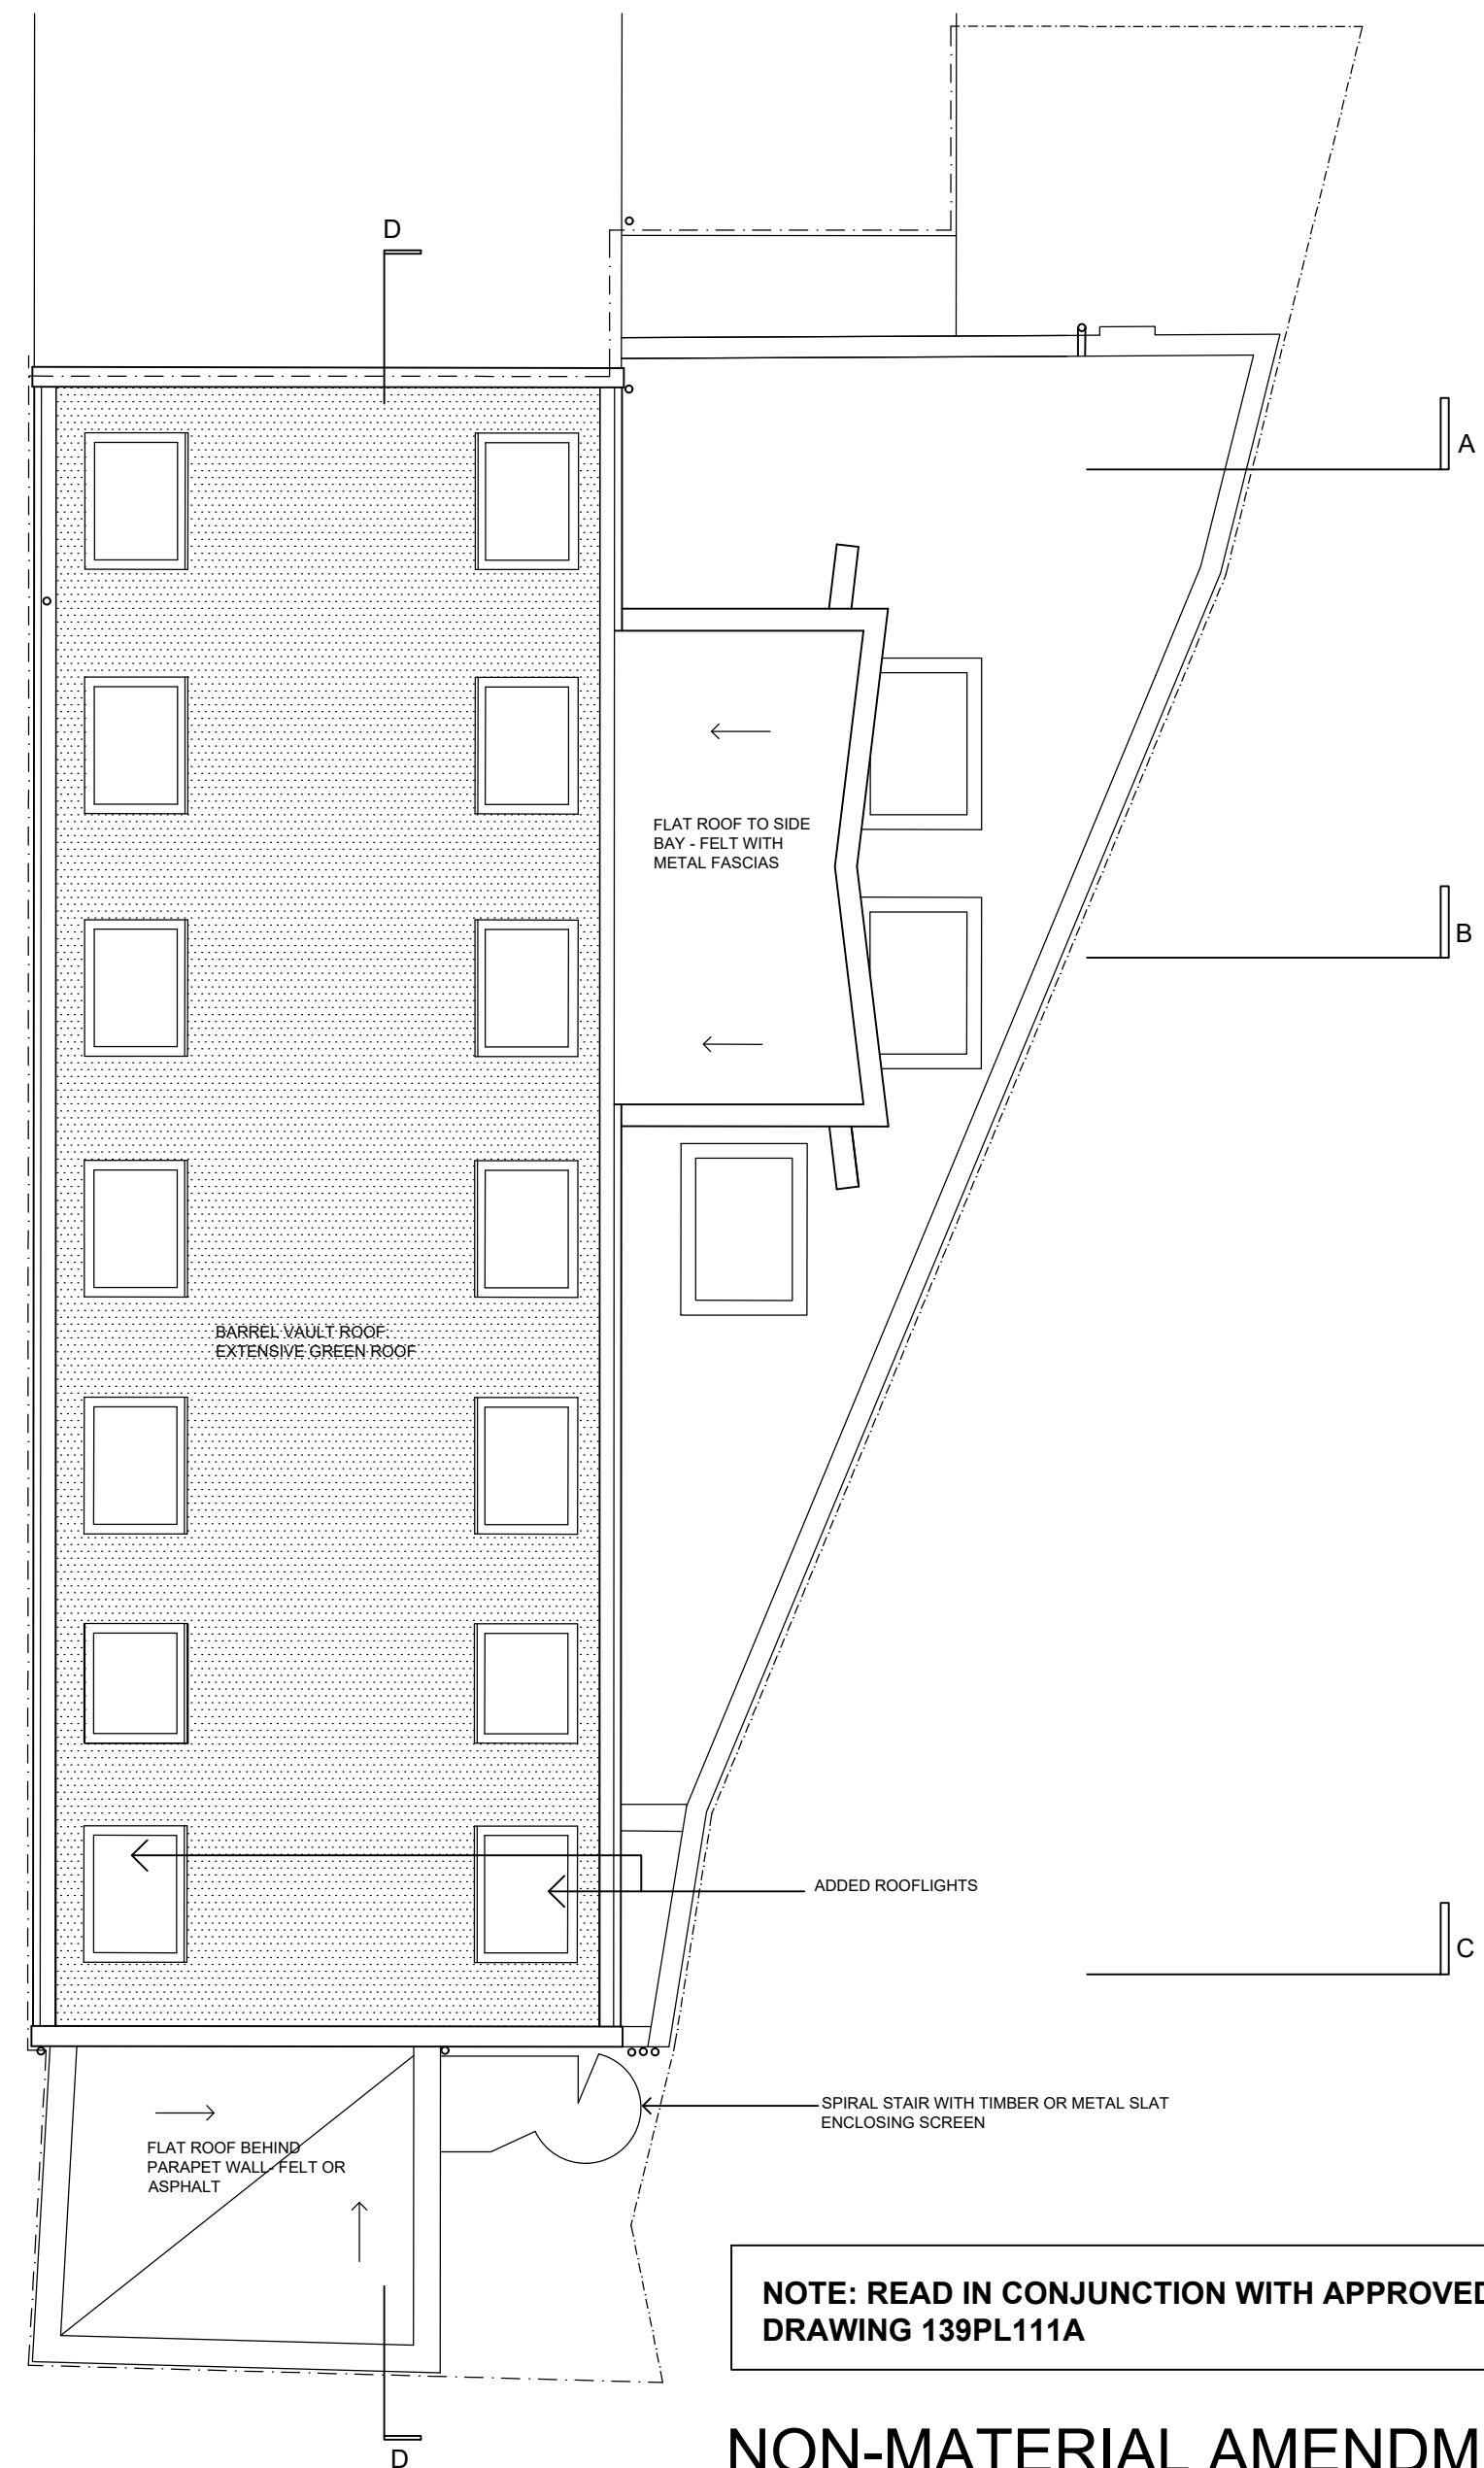 D
A
FLAT ROOF TO SIDE
BAY - FELT WITH
METAL FASCIAS
B
BARREL VAULT ROOF:
EXTENSIVE GREEN ROOF
ADDED ROOFLIGHTS
C
SPIRAL STAIR WITH TIMBER OR METAL SLAT
ENCLOSING SCREEN
FLAT ROOF BEHIND
PARAPET WALL- FELT OR
ASPHALT
NOTE: READ IN CONJUNCTION WITH APPROVED
DRAWING 139PL111A
NON-MATERIAL AMENDM
D